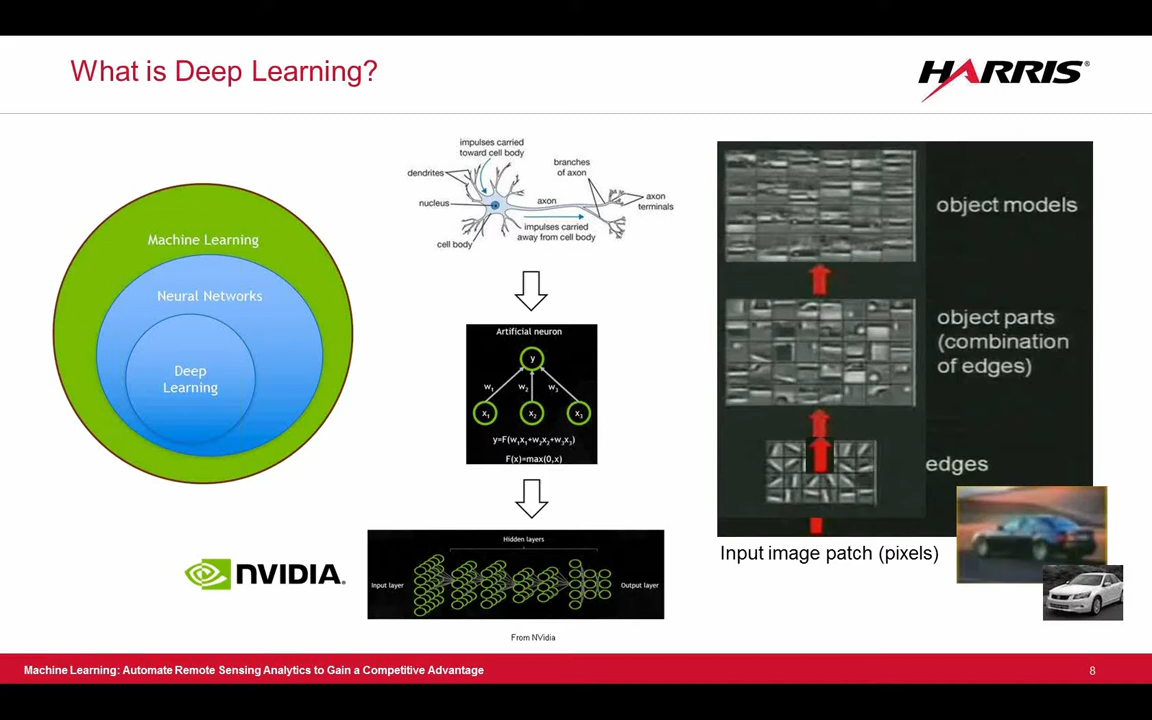 What is Deep Learning?
HARRIS®
Machine Learning
Neural Networks
Deep
Learning
NVIDIA.
impulses carried
toward cell body
dendrites
nucleus
cell body
axon
impulses carried
away from cell body
branches
of axon
axon
terminals
Artificial neuron
y
w₁ w₂ w₃
x₁ x₂ x₃
y=F(w₁x₁+w₂x₂+w₃x₃)
F(x)=max(0,x)
Hidden layers
Input layer
Output layer
From NVidia
object models
object parts
(combination
of edges)
edges
Input image patch (pixels)
Machine Learning: Automate Remote Sensing Analytics to Gain a Competitive Advantage
8